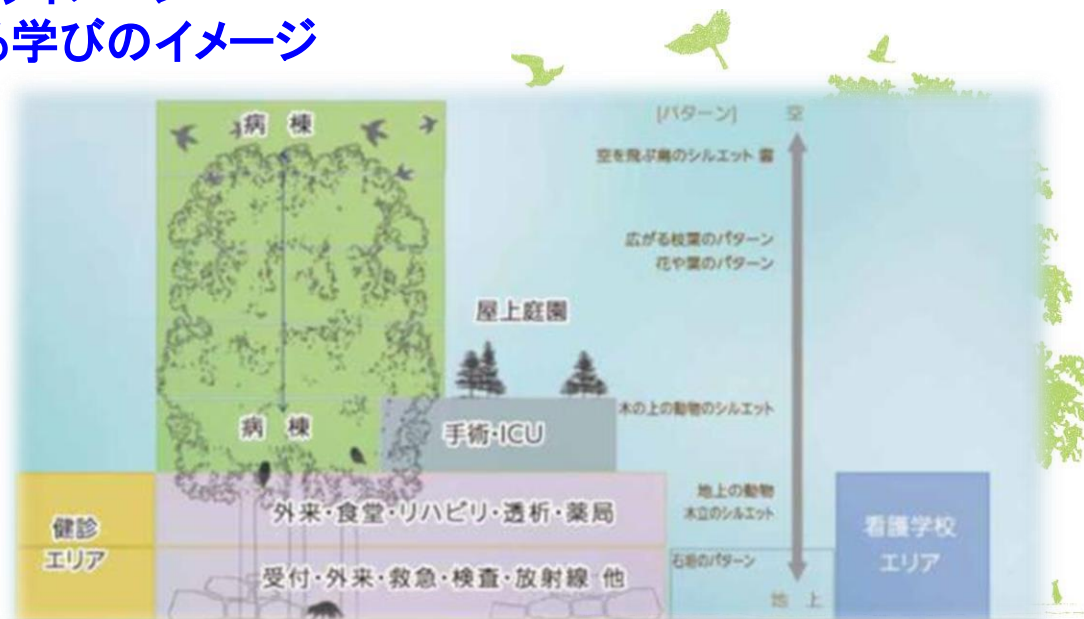 学びのイメージ
病 棟
[パターン] 空
空を飛ぶ鳥のシルエット 雲
広がる枝葉のパターン
花や葉のパターン
屋上庭園
木の上の動物のシルエット
病 棟
手術・ICU
地上の動物
木立のシルエット
外来・食堂・リハビリ・透析・薬局
健診
エリア
看護学校
エリア
石垣のパターン
受付・外来・救急・検査・放射線 他
地 上